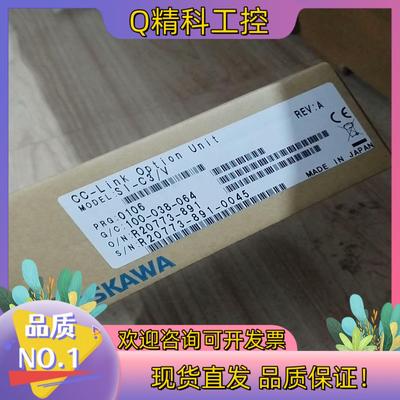 Q精科工控
CC-Link Option Unit
MODEL:SI-C3/V
REV:A
PRG:0106
Q/C:100-038-064
O/N:R20773-891
S/N:R20773-891-0045
MADE IN JAPAN
CE
SKAWA
品质
NO.1
欢迎咨询可开发票
现货直发 品质保证!